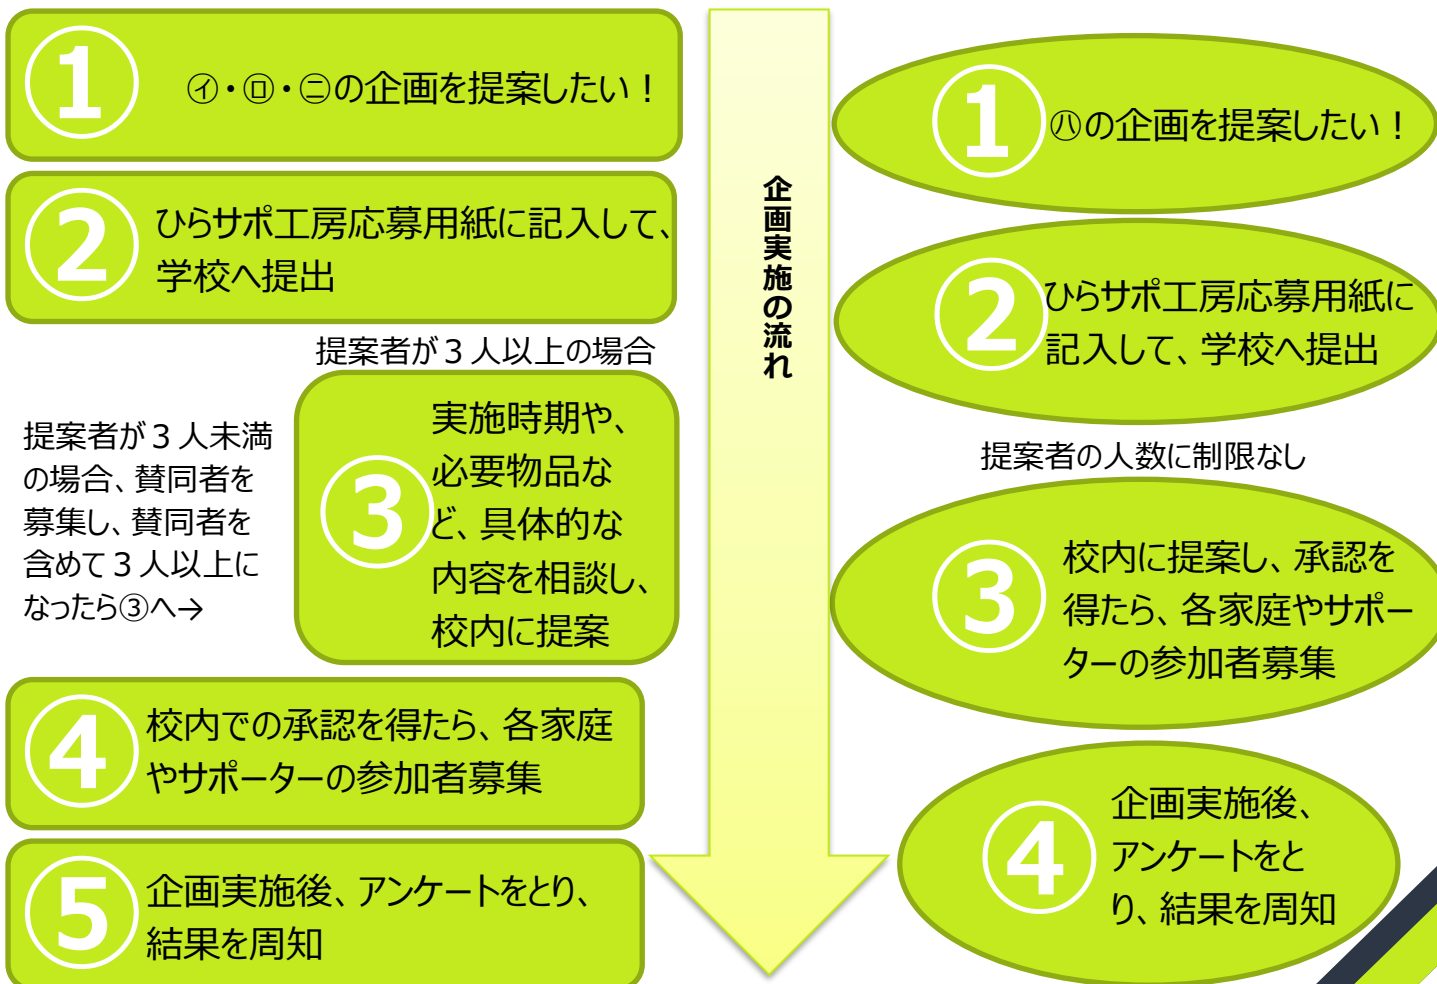 ①
㋑・㋺・㋥の企画を提案したい！
②
ひらサポ工房応募用紙に記入して、
学校へ提出
提案者が３人以上の場合
提案者が３人未満
の場合、賛同者を
募集し、賛同者を
含めて３人以上に
なったら③へ→
③
実施時期や、
必要物品な
ど、具体的な
内容を相談し、
校内に提案
④
校内での承認を得たら、各家庭
やサポーターの参加者募集
⑤
企画実施後、アンケートをとり、
結果を周知
企画実施の流れ
①
㋩の企画を提案したい！
②
ひらサポ工房応募用紙に
記入して、学校へ提出
提案者の人数に制限なし
③
校内に提案し、承認を
得たら、各家庭やサポー
ターの参加者募集
④
企画実施後、
アンケートをと
り、結果を周知